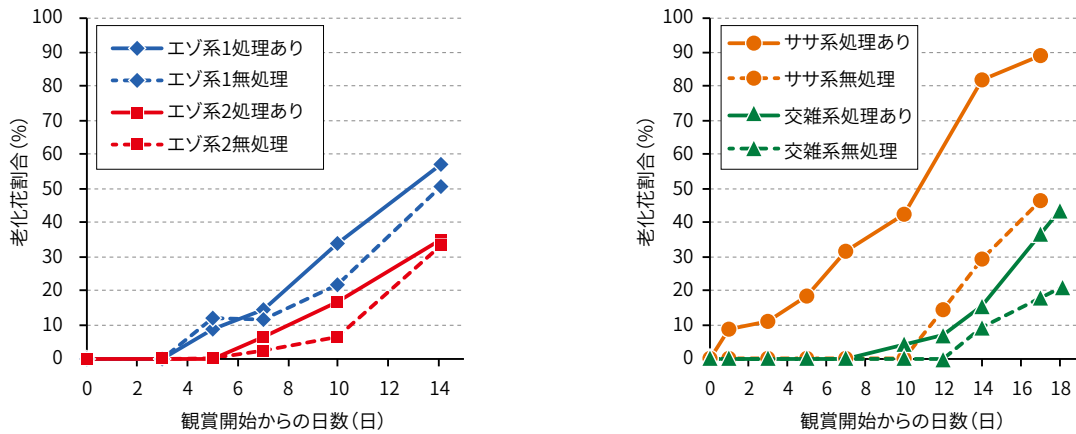 老化花割合(%)
100
90
80
70
60
50
40
30
20
10
0
エゾ系1処理あり
エゾ系1無処理
エゾ系2処理あり
エゾ系2無処理
0 2 4 6 8 10 12 14
観賞開始からの日数(日)
老化花割合(%)
100
90
80
70
60
50
40
30
20
10
0
ササ系処理あり
ササ系無処理
交雑系処理あり
交雑系無処理
0 2 4 6 8 10 12 14 16 18
観賞開始からの日数(日)